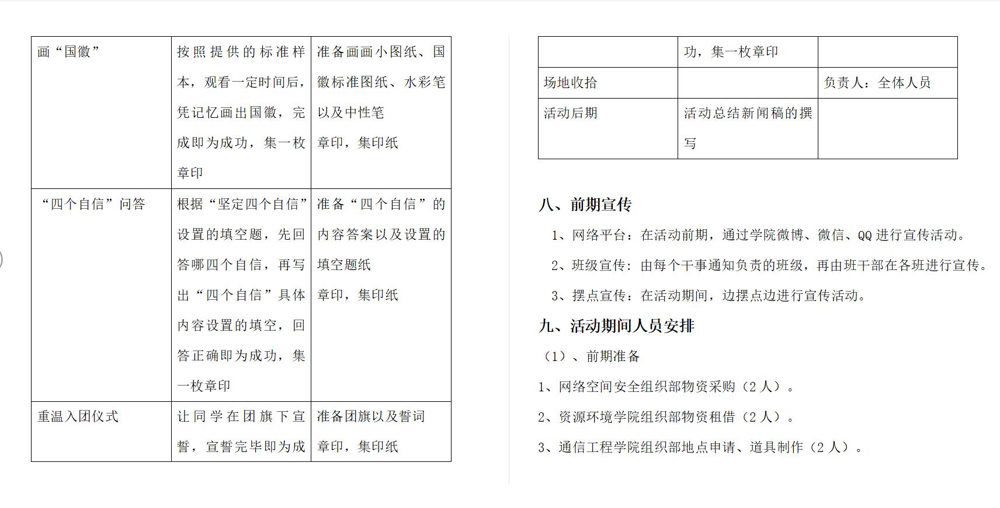 画“国徽”
按照提供的标准样
本，观看一定时间后，
凭记忆画出国徽，完
成即为成功，集一枚
章印
准备画画小图纸、国
徽标准图纸、水彩笔
以及中性笔
章印，集印纸
“四个自信”问答
根据“坚定四个自信”
设置的填空题，先回
答哪四个自信，再写
出“四个自信”具体
内容设置的填空，回
答正确即为成功，集
一枚章印
准备“四个自信”的
内容答案以及设置的
填空题纸
章印，集印纸
重温入团仪式
让同学在团旗下宣
誓，宣誓完毕即为成
准备团旗以及誓词
章印，集印纸
功，集一枚章印
场地收拾
负责人：全体人员
活动后期
活动总结新闻稿的撰
写
八、前期宣传
1、网络平台：在活动前期，通过学院微博、微信、QQ 进行宣传活动。
2、班级宣传：由每个干事通知负责的班级，再由班干部在各班进行宣传。
3、摆点宣传：在活动期间，边摆点边进行宣传活动。
九、活动期间人员安排
（1）、前期准备
1、网络空间安全组织部物资采购（2 人）。
2、资源环境学院组织部物资租借（2 人）。
3、通信工程学院组织部地点申请、道具制作（2 人）。